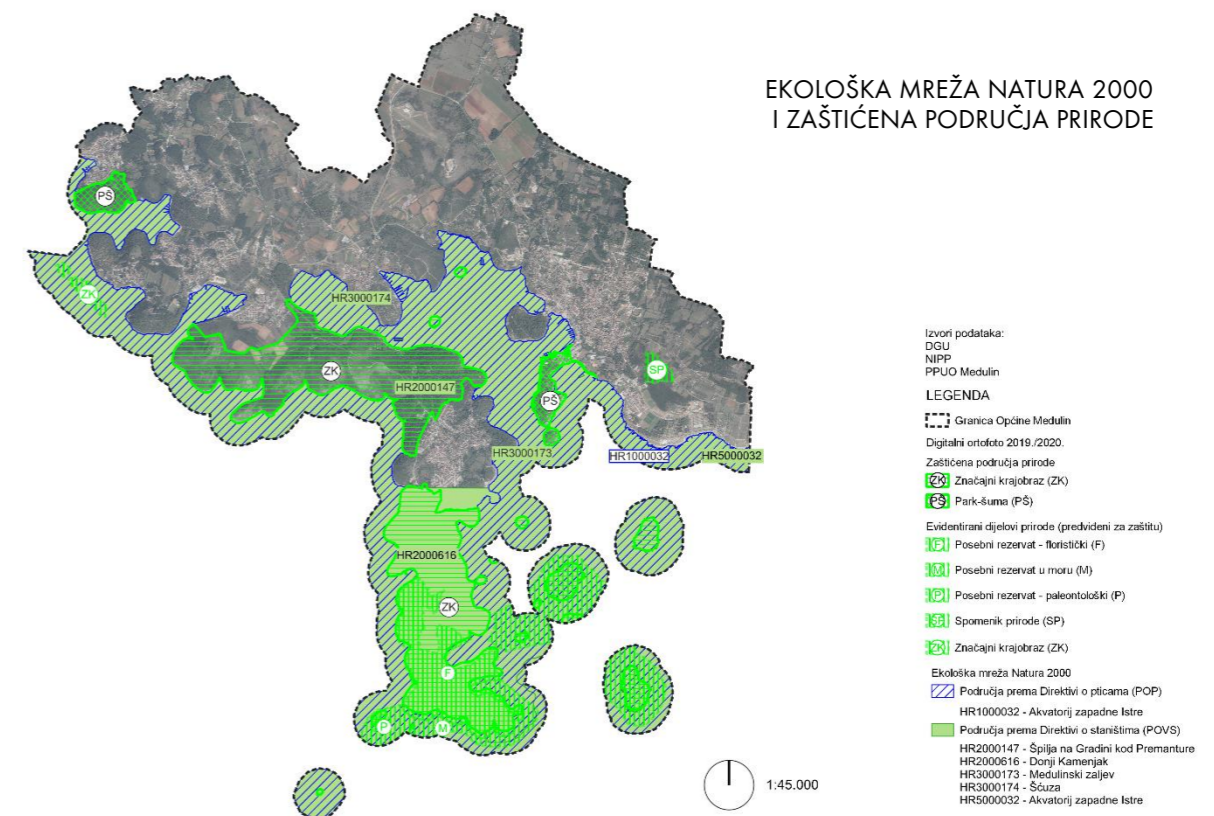 EKOLOŠKA MREŽA NATURA 2000
I ZAŠTIĆENA PODRUČJA PRIRODE
PŠ
ZK
HR3000174
ZK
HR2000147
SP
PŠ
HR3000173
HR1000032
HR5000032
HR2000616
ZK
F
P
M
Izvori podataka:
DGU
NIPP
PPUO Medulin
LEGENDA
Granica Općine Medulin
Digitalni ortofoto 2019./2020.
Zaštićena područja prirode
ZK Značajni krajobraz (ZK)
PŠ Park-šuma (PŠ)
Evidentirani dijelovi prirode (predviđeni za zaštitu)
F Posebni rezervat - floristički (F)
M Posebni rezervat u moru (M)
P Posebni rezervat - paleontološki (P)
SP Spomenik prirode (SP)
ZK Značajni krajobraz (ZK)
Ekološka mreža Natura 2000
Područja prema Direktivi o pticama (POP)
HR1000032 - Akvatorij zapadne Istre
Područja prema Direktivi o staništima (POVS)
HR2000147 - Špilja na Gradini kod Premanture
HR2000616 - Donji Kamenjak
HR3000173 - Medulinski zaljev
HR3000174 - Šćuza
HR5000032 - Akvatorij zapadne Istre
1:45.000